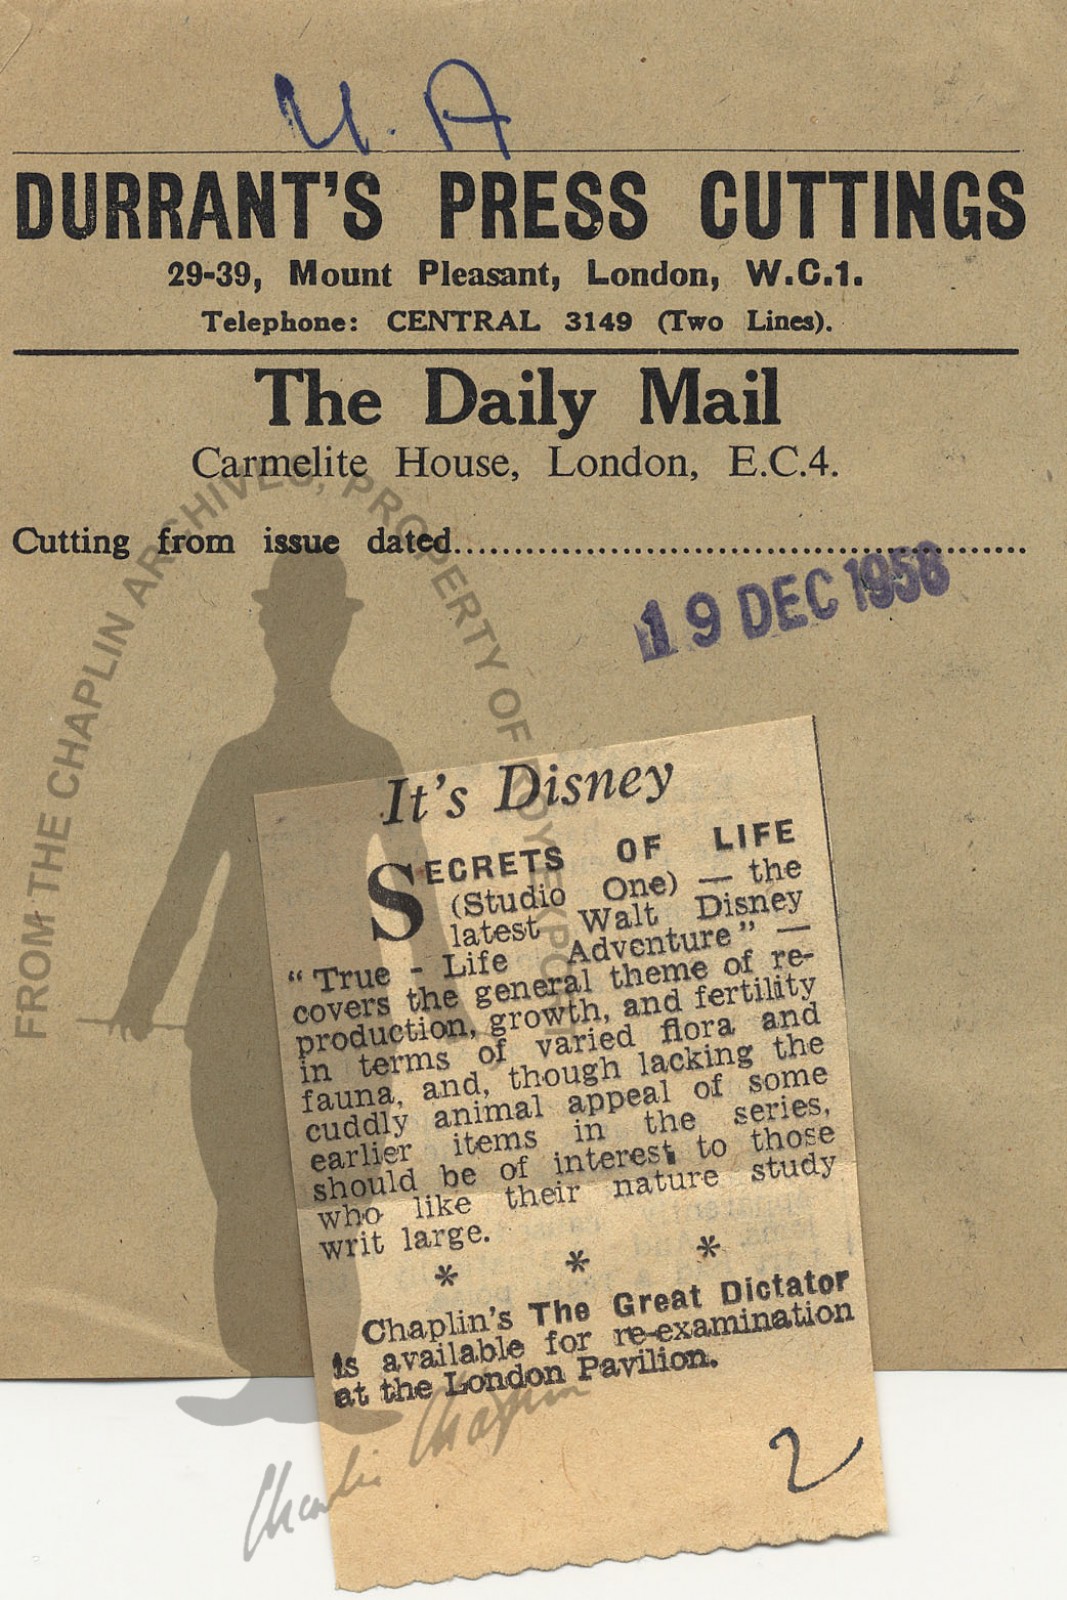 U. A
DURRANT'S PRESS CUTTINGS
29-39, Mount Pleasant, London, W.C.1.
Telephone: CENTRAL 3149 (Two Lines).
The Daily Mail
Carmelite House, London, E.C.4.
Cutting from issue dated
19 DEC 1958
FROM THE CHAPLIN ARCHIVES, PROPERTY OF ROY EXPORT
It's Disney
SECRETS OF LIFE
(Studio One) — the
latest Walt Disney
"True - Life Adventure" —
covers the general theme of re-
production, growth, and fertility
in terms of varied flora and
fauna, and, though lacking the
cuddly animal appeal of some
earlier items in the series,
should be of interest to those
who like their nature study
writ large.
* * *
Chaplin's The Great Dictator
is available for re-examination
at the London Pavilion.
Charlie Chaplin
2